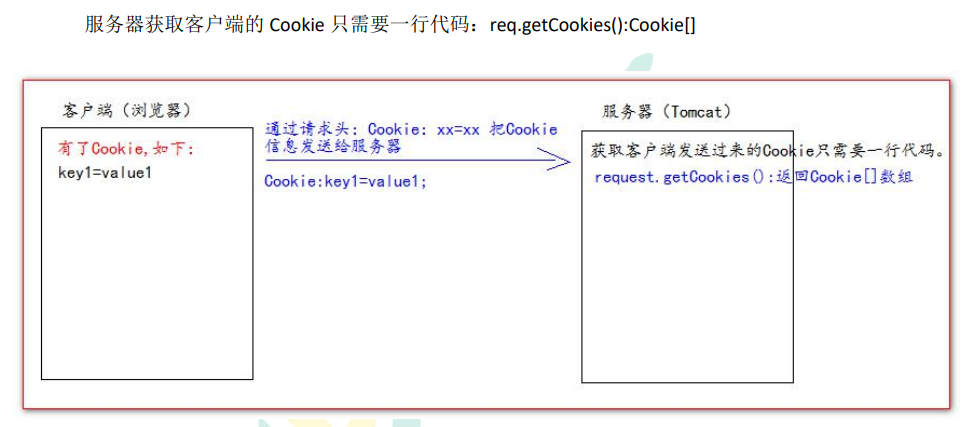 服务器获取客户端的 Cookie 只需要一行代码：req.getCookies():Cookie[]
客户端（浏览器）
有了Cookie,如下:
key1=value1
通过请求头: Cookie: xx=xx 把Cookie
信息发送给服务器
Cookie:key1=value1;
服务器（Tomcat）
获取客户端发送过来的Cookie只需要一行代码。
request.getCookies():返回Cookie[]数组